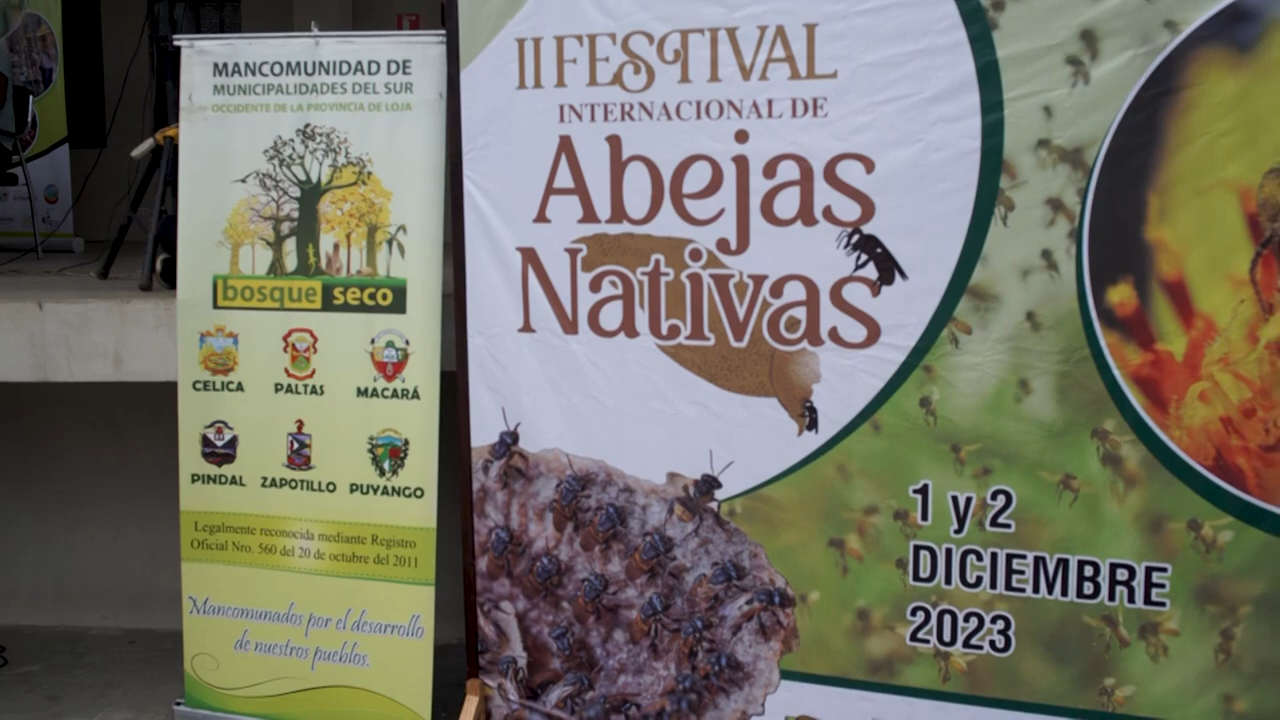 MANCOMUNIDAD DE
MUNICIPALIDADES DEL SUR
OCCIDENTE DE LA PROVINCIA DE LOJA
bosque seco
CELICA PALTAS MACARÁ
PINDAL ZAPOTILLO PUYANGO
Legalmente reconocida mediante Registro
Oficial Nro. 560 del 20 de octubre del 2011
Mancomunados por el desarrollo
de nuestros pueblos.
II FESTIVAL
INTERNACIONAL DE
Abejas
Nativas
1 y 2
DICIEMBRE
2023